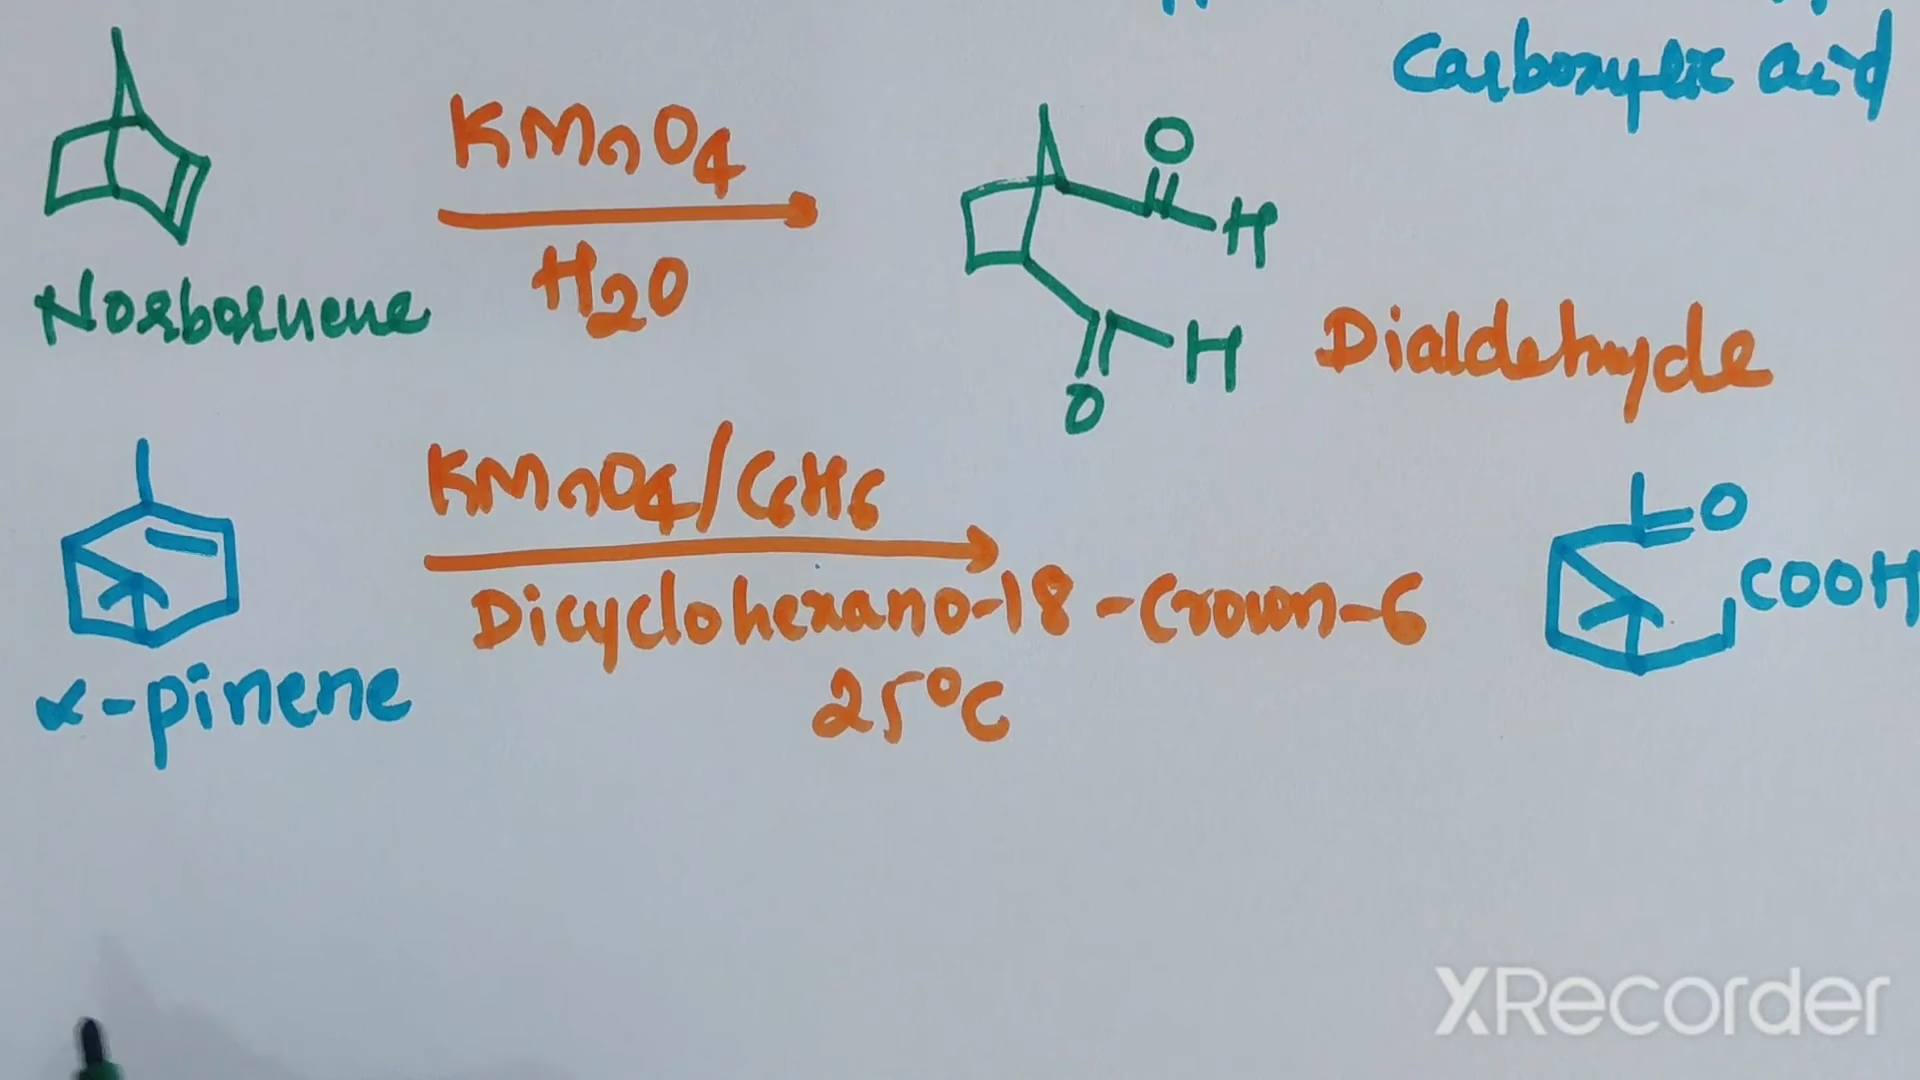 Carboxylic acid
KMnO4
H2O
O
H
H
O
Norbornene
Dialdehyde
KMnO4/C6H6
Dicyclohexano-18-Crown-6
25°C
O
COOH
α-pinene
XRecorder